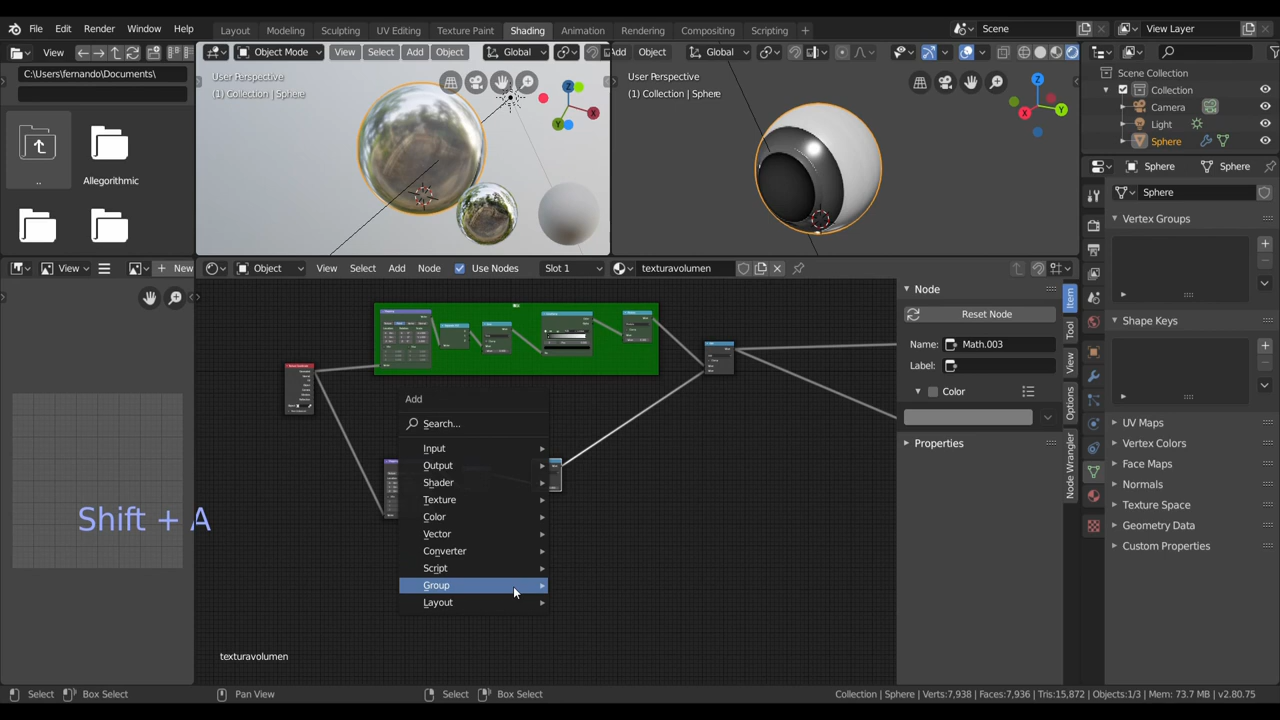 File Edit Render Window Help
Layout Modeling Sculpting UV Editing Texture Paint Shading Animation Rendering Compositing Scripting +
Scene
View Layer
View
C:\Users\fernando\Documents\
..
Allegorithmic
Object Mode View Select Add Object Global
User Perspective
(1) Collection | Sphere
Z
X
Y
Add Object Global
User Perspective
(1) Collection | Sphere
Z
X
Y
Scene Collection
Collection
Camera
Light
Sphere
Sphere Sphere
Sphere
Vertex Groups
Shape Keys
UV Maps
Vertex Colors
Face Maps
Normals
Texture Space
Geometry Data
Custom Properties
View
New
Object View Select Add Node Use Nodes Slot 1 texturavolumen
Node
Reset Node
Name: Math.003
Label:
Color
Properties
Item
Tool
View
Options
Node Wrangler
Add
Search...
Input
Output
Shader
Texture
Color
Vector
Converter
Script
Group
Layout
Shift + A
texturavolumen
Select Box Select Pan View Select Box Select
Collection | Sphere | Verts:7,938 | Faces:7,936 | Tris:15,872 | Objects:1/3 | Mem: 73.7 MB | v2.80.75